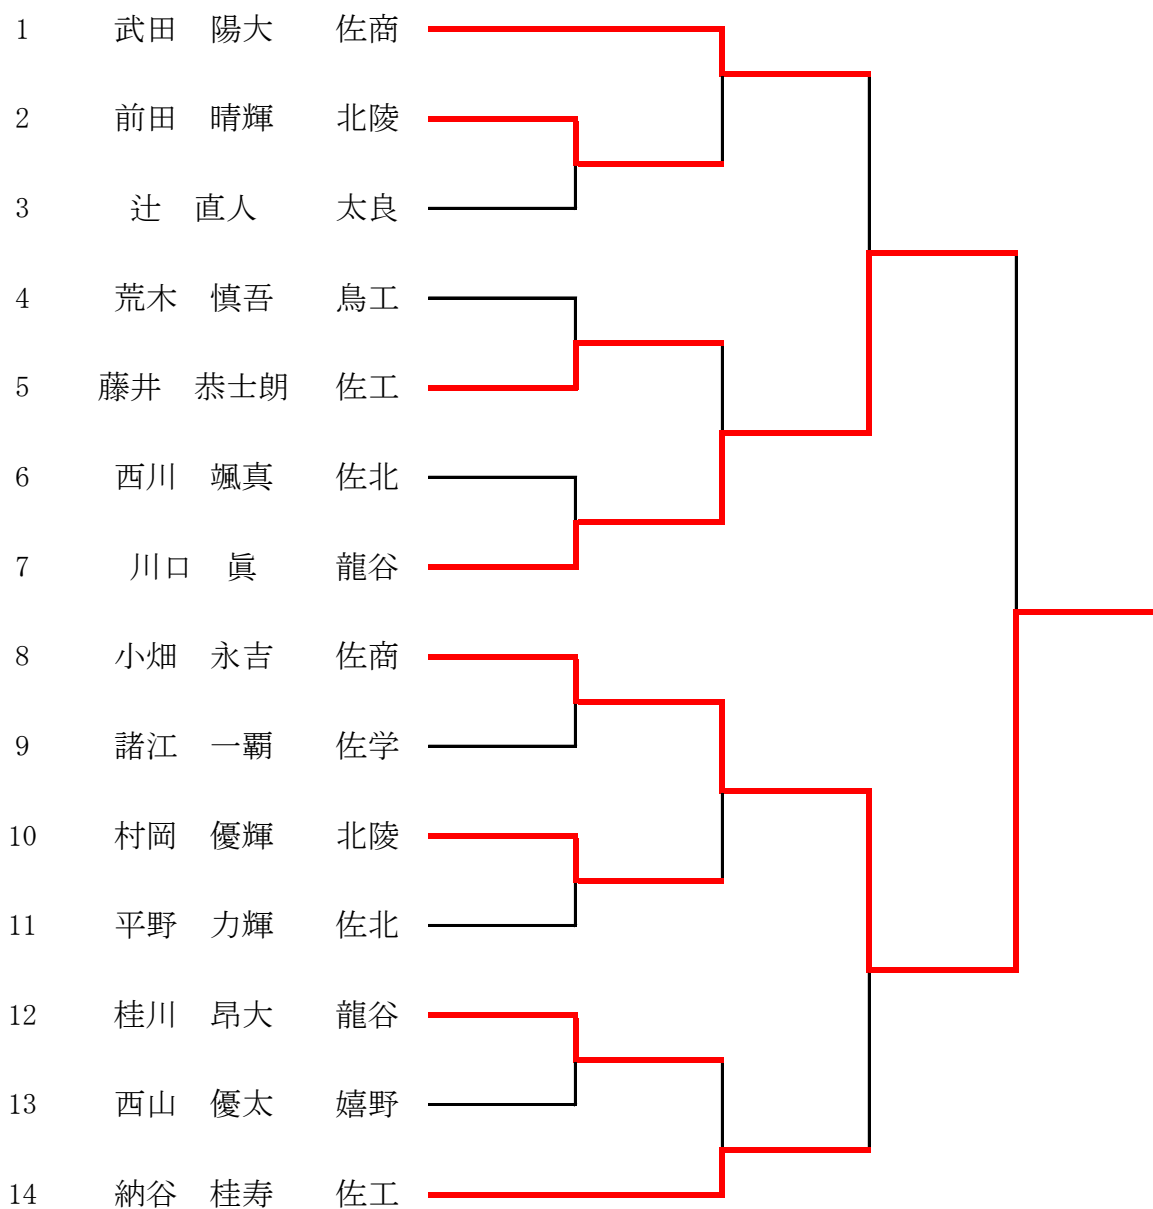 1 武田 陽大 佐商
2 前田 晴輝 北陵
3 辻 直人 太良
4 荒木 慎吾 鳥工
5 藤井 恭士朗 佐工
6 西川 颯真 佐北
7 川口 眞 龍谷
8 小畑 永吉 佐商
9 諸江 一覇 佐学
10 村岡 優輝 北陵
11 平野 力輝 佐北
12 桂川 昂大 龍谷
13 西山 優太 嬉野
14 納谷 桂寿 佐工